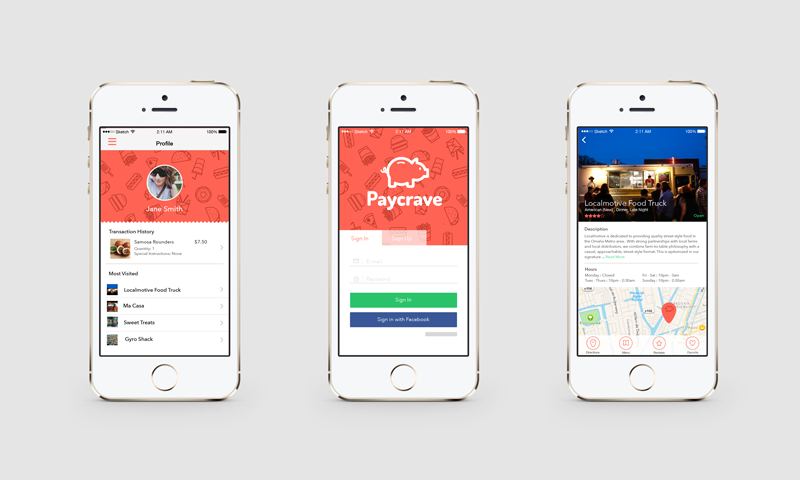 Sketch
2:11 AM
100%
Profile
Jane Smith
Transaction History
Samosa Rounders
$7.50
Quantity: 1
Special Instructions: None
Most Visited
Localmotive Food Truck
Ma Casa
Sweet Treats
Gyro Shack
Sketch
2:11 AM
100%
Paycrave
Sign In
Sign Up
E-mail
Password
Sign In
Sign in with Facebook
Sketch
2:11 AM
100%
Localmotive Food Truck
American (New), Dinner, Late Night
Open
Description
Localmotive is dedicated to providing quality street style food in
the Omaha Metro area. With strong partnerships with local farms
and local distributors, we combine farm to table philosophy with a
casual, approachable, street style format. This is epitomized in our
signature ... Read More
Hours
Monday : Closed
Fri - Sat : 10pm - 3am
Tues - Thurs : 10pm - 2:30am
Sunday : 10pm - 2:30am
Directions
Menu
Reviews
Favorite